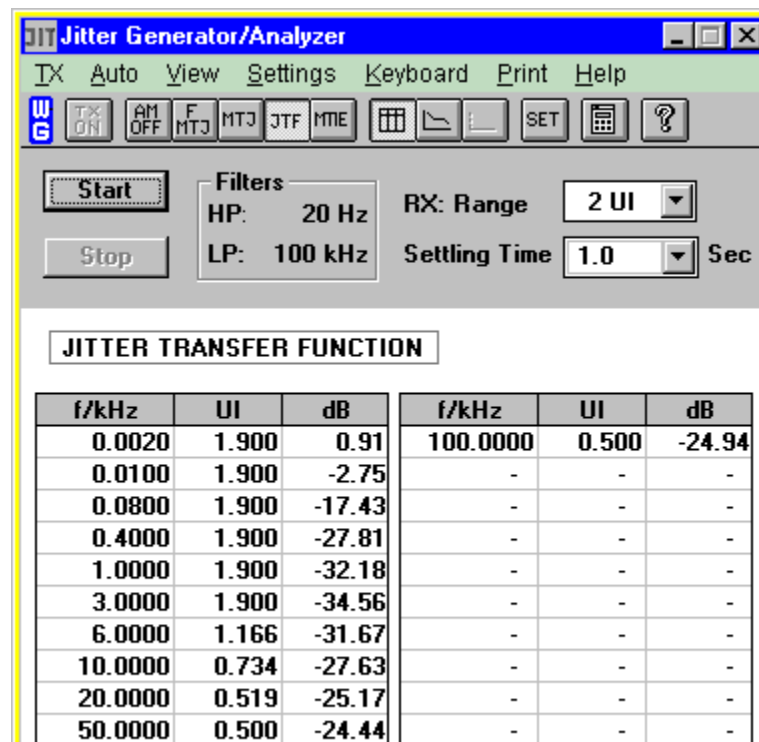 JIT Jitter Generator/Analyzer
TX Auto View Settings Keyboard Print Help
WG TX ON AM OFF F MTJ MTJ JTF MTIE SET ?
Start Filters
HP: 20 Hz RX: Range 2 UI
Stop LP: 100 kHz Settling Time 1.0 Sec
JITTER TRANSFER FUNCTION
f/kHz UI dB f/kHz UI dB
0.0020 1.900 0.91 100.0000 0.500 -24.94
0.0100 1.900 -2.75 - - -
0.0800 1.900 -17.43 - - -
0.4000 1.900 -27.81 - - -
1.0000 1.900 -32.18 - - -
3.0000 1.900 -34.56 - - -
6.0000 1.166 -31.67 - - -
10.0000 0.734 -27.63 - - -
20.0000 0.519 -25.17 - - -
50.0000 0.500 -24.44 - - -